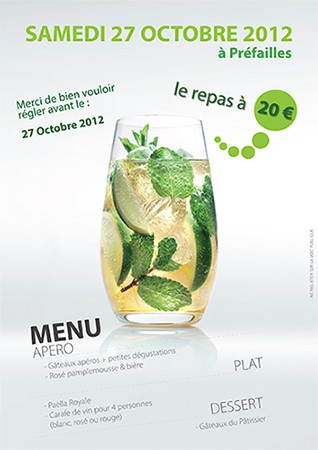 SAMEDI 27 OCTOBRE 2012
à Préfailles
Merci de bien vouloir
régler avant le :
27 Octobre 2012
le repas à 20 €
MENU
APERO
- Gâteaux apéros + petites dégustations
- Rosé pamplemousse & bière
PLAT
- Paëlla Royale
- Carafe de vin pour 4 personnes
(blanc, rosé ou rouge)
DESSERT
- Gâteaux du Pâtissier